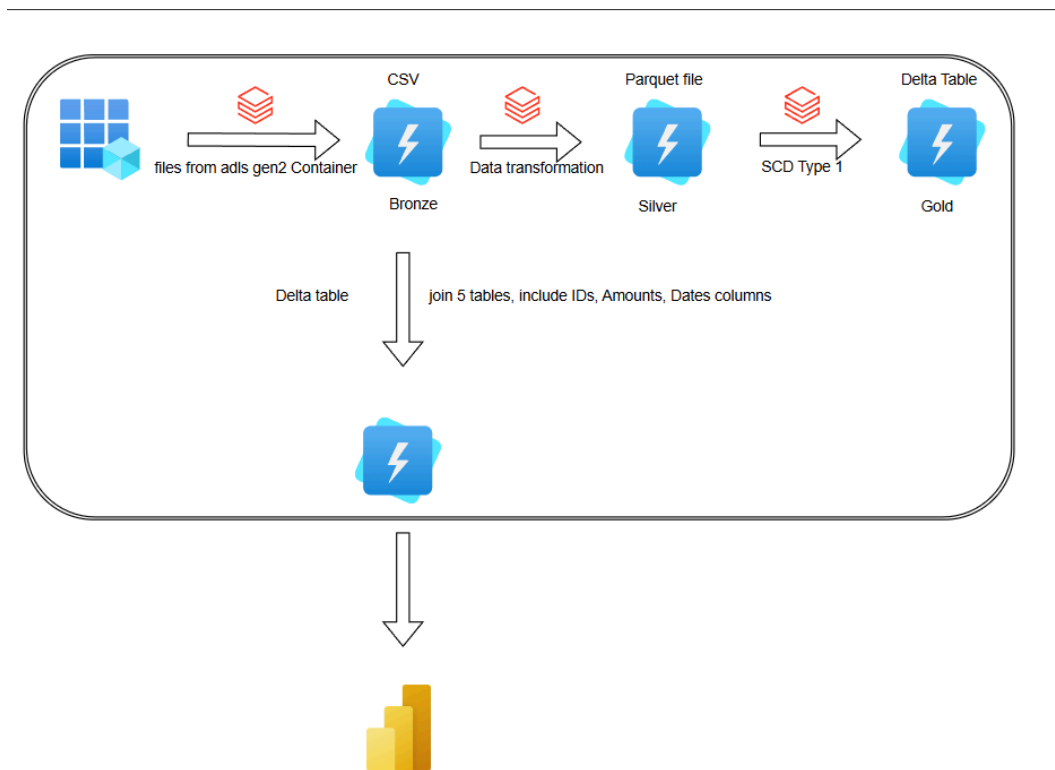 CSV
Parquet file
Delta Table
files from adls gen2 Container
Data transformation
SCD Type 1
Bronze
Silver
Gold
Delta table
join 5 tables, include IDs, Amounts, Dates columns